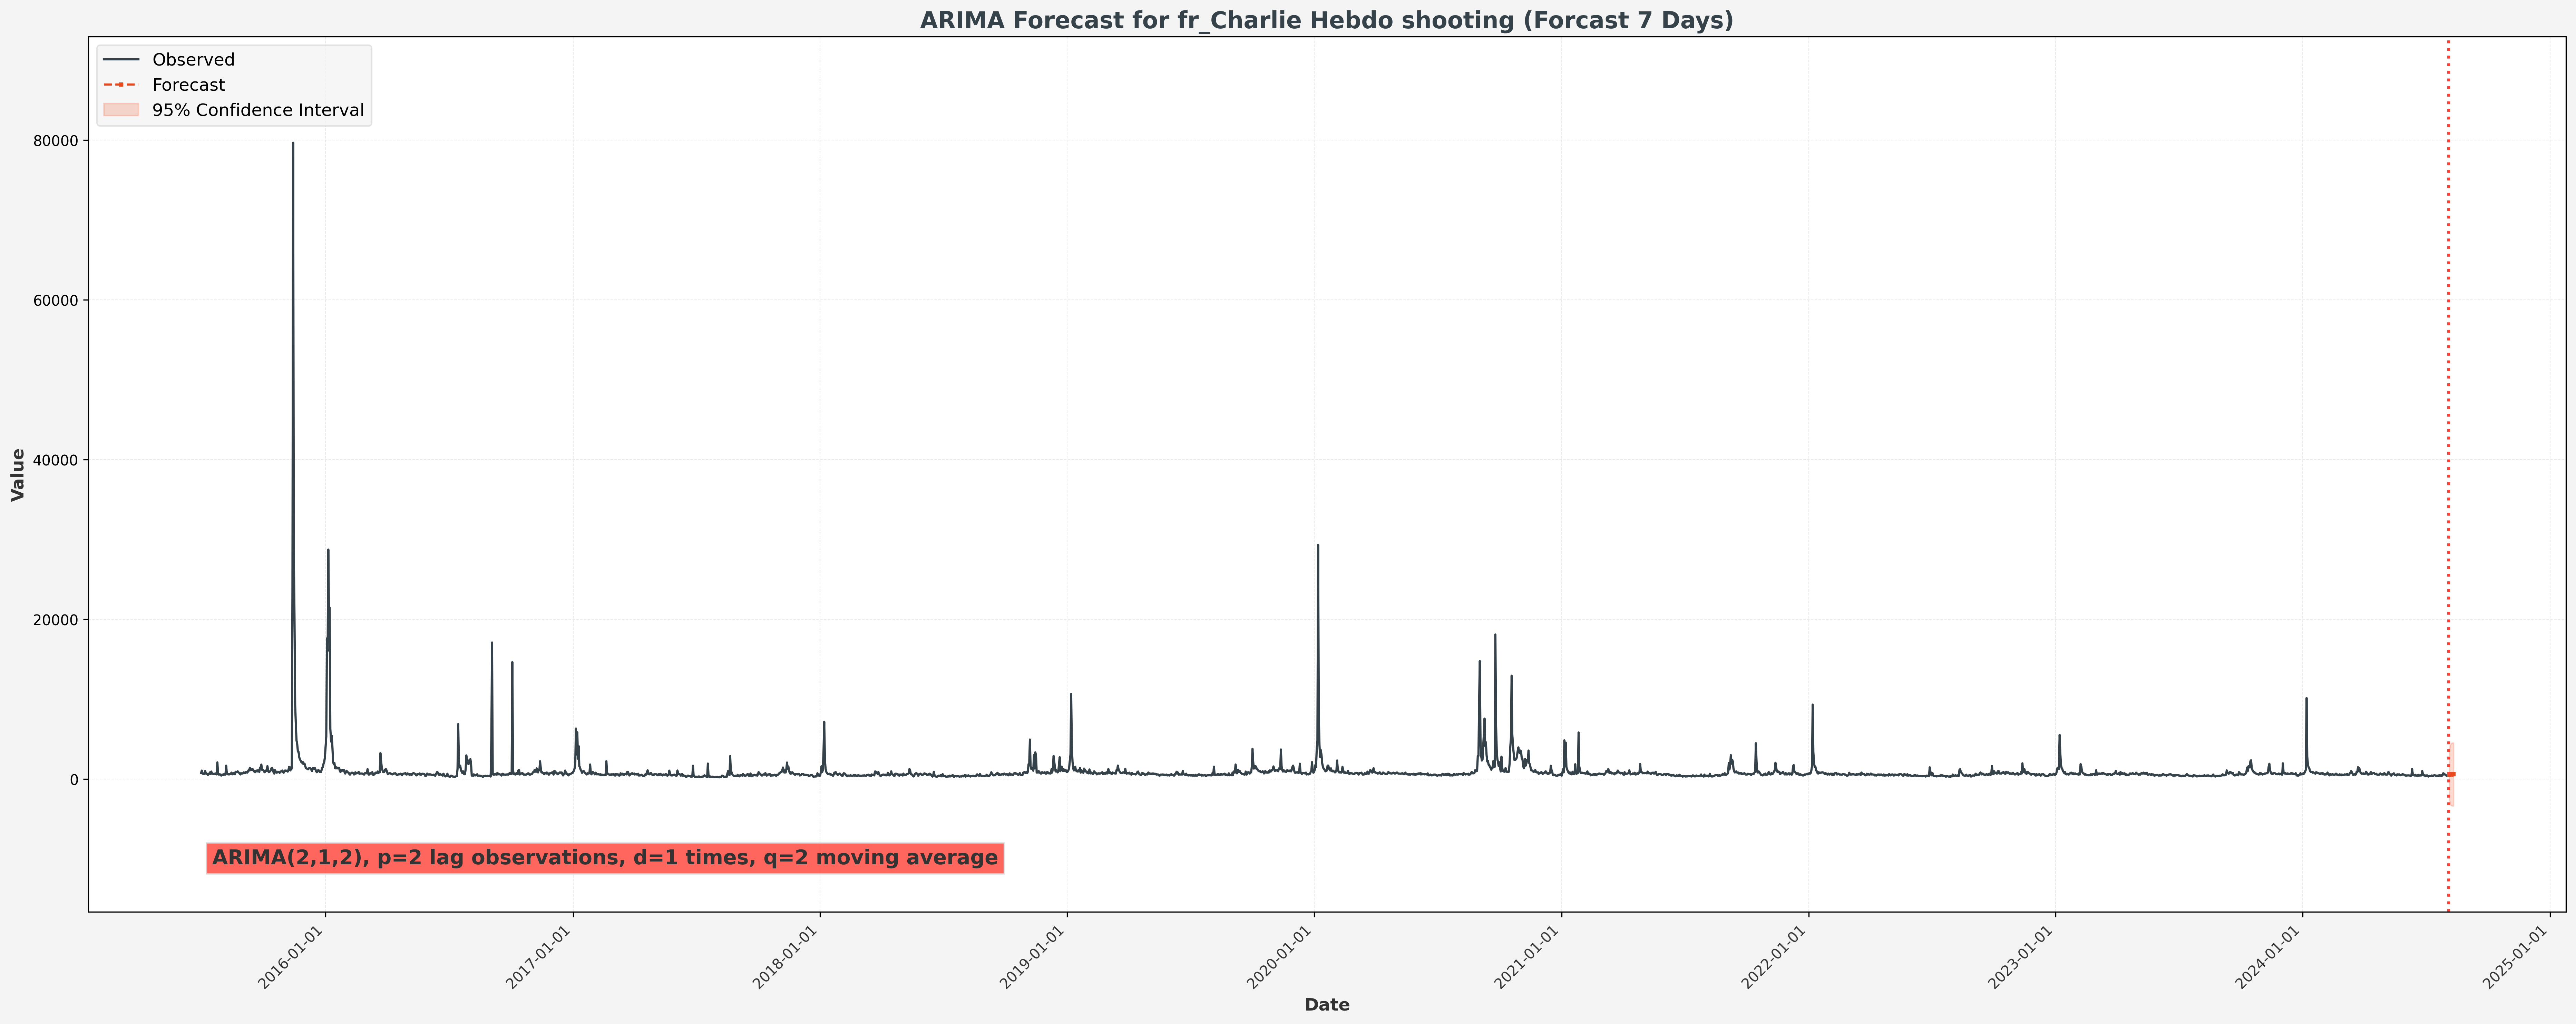 ARIMA Forecast for fr_Charlie Hebdo shooting (Forcast 7 Days)
Observed
Forecast
95% Confidence Interval
80000
60000
40000
20000
0
Value
ARIMA(2,1,2), p=2 lag observations, d=1 times, q=2 moving average
2016-01-01
2017-01-01
2018-01-01
2019-01-01
2020-01-01
2021-01-01
2022-01-01
2023-01-01
2024-01-01
2025-01-01
Date